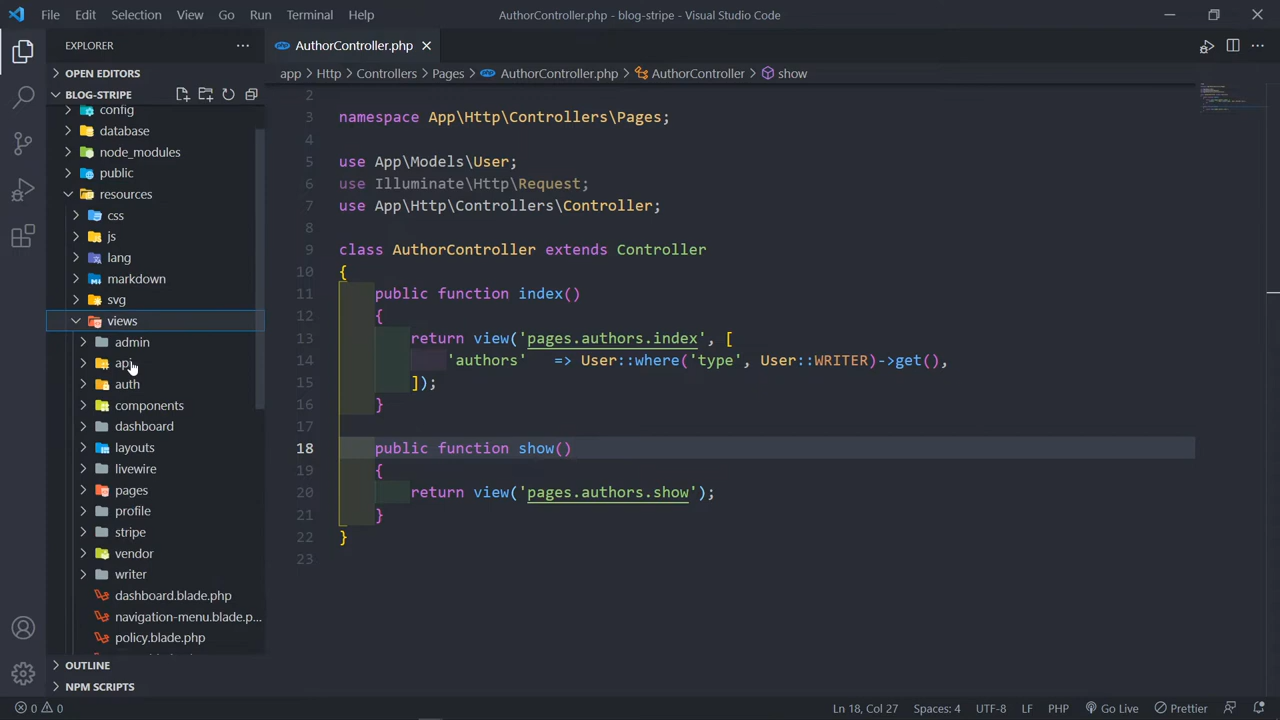 File Edit Selection View Go Run Terminal Help
AuthorController.php - blog-stripe - Visual Studio Code
EXPLORER
OPEN EDITORS
BLOG-STRIPE
config
database
node_modules
public
resources
css
js
lang
markdown
svg
views
admin
api
auth
components
dashboard
layouts
livewire
pages
profile
stripe
vendor
writer
dashboard.blade.php
navigation-menu.blade.p...
policy.blade.php
OUTLINE
NPM SCRIPTS
AuthorController.php
app > Http > Controllers > Pages > AuthorController.php > AuthorController > show
2
3 namespace App\Http\Controllers\Pages;
4
5 use App\Models\User;
6 use Illuminate\Http\Request;
7 use App\Http\Controllers\Controller;
8
9 class AuthorController extends Controller
10 {
11 public function index()
12 {
13 return view('pages.authors.index', [
14 'authors' => User::where('type', User::WRITER)->get(),
15 ]);
16 }
17
18 public function show()
19 {
20 return view('pages.authors.show');
21 }
22 }
23
0 0
Ln 18, Col 27 Spaces: 4 UTF-8 LF PHP Go Live Prettier